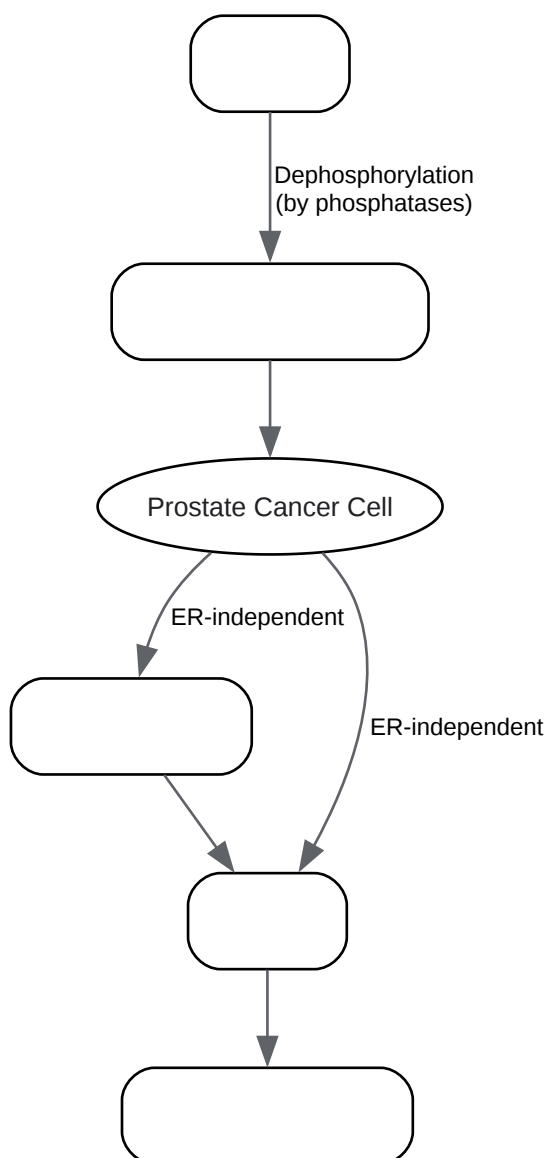 Dephosphorylation
(by phosphatases)
Prostate Cancer Cell
ER-independent
ER-independent